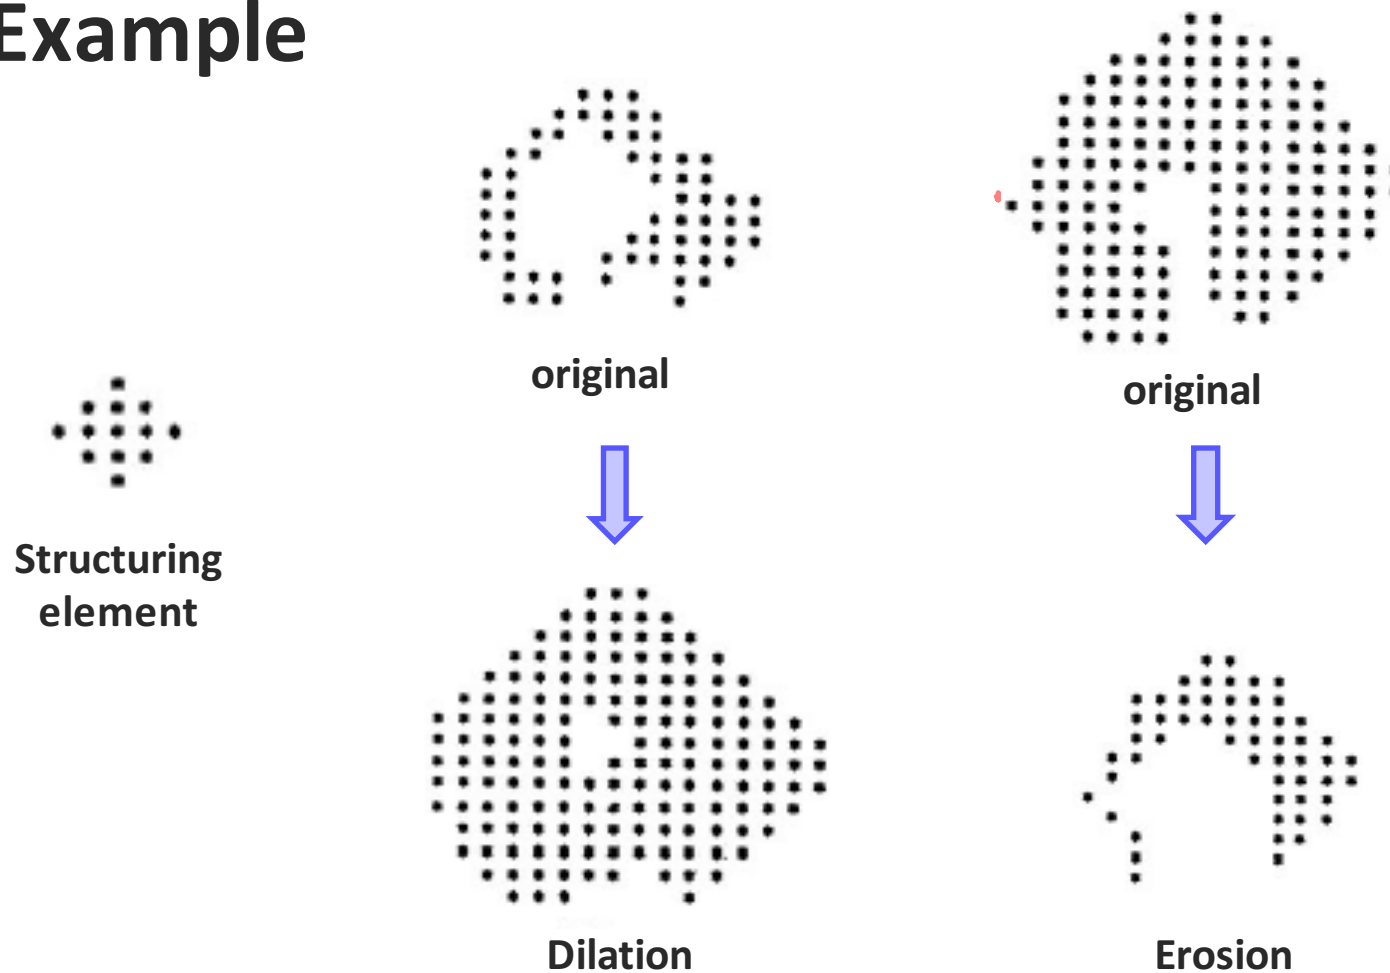 Example
original
original
Structuring
element
Dilation
Erosion